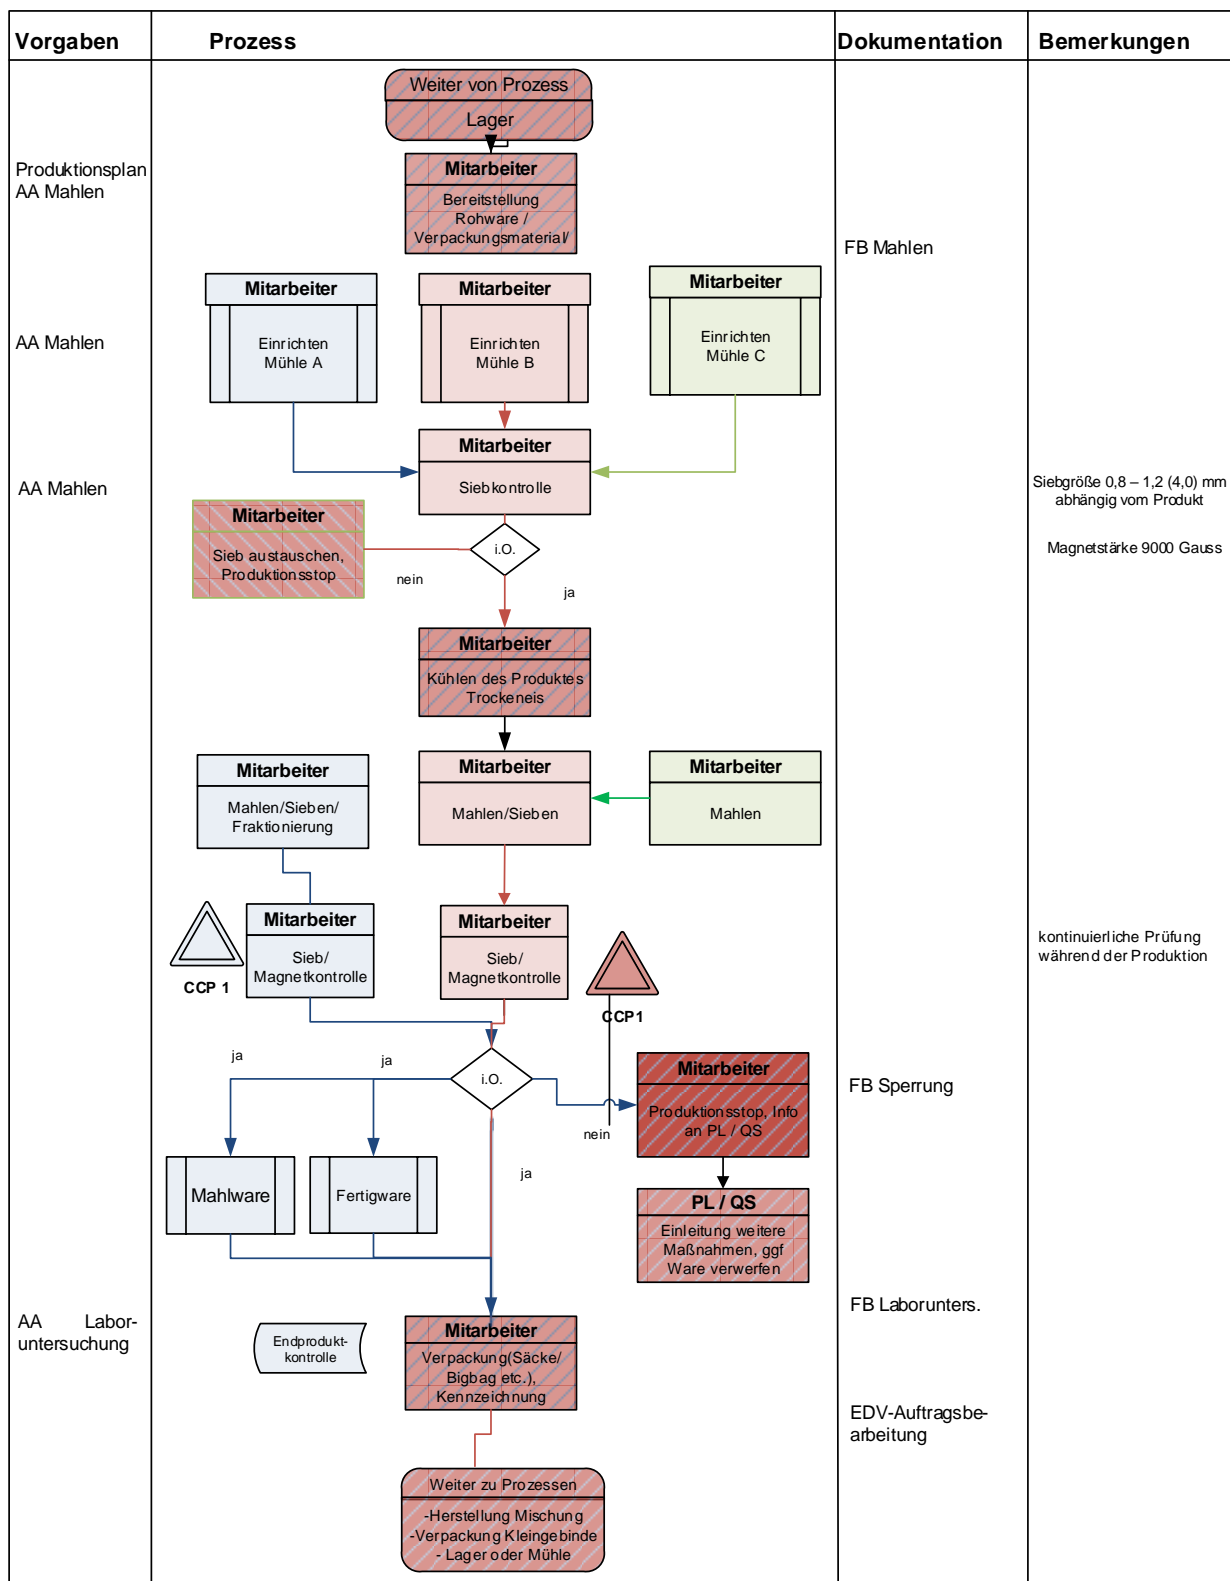 Vorgaben
Prozess
Dokumentation
Bemerkungen
Weiter von Prozess
Lager
Produktionsplan
AA Mahlen
Mitarbeiter
Bereitstellung
Rohware /
Verpackungsmaterial/
FB Mahlen
Mitarbeiter
Einrichten
Mühle A
Mitarbeiter
Einrichten
Mühle B
Mitarbeiter
Einrichten
Mühle C
AA Mahlen
Mitarbeiter
Siebkontrolle
AA Mahlen
Siebgröße 0,8 – 1,2 (4,0) mm
abhängig vom Produkt
Mitarbeiter
Sieb austauschen,
Produktionsstop
i.O.
nein
ja
Magnetstärke 9000 Gauss
Mitarbeiter
Kühlen des Produktes
Trockeneis
Mitarbeiter
Mahlen/Sieben/
Fraktionierung
Mitarbeiter
Mahlen/Sieben
Mitarbeiter
Mahlen
CCP 1
Mitarbeiter
Sieb/
Magnetkontrolle
Mitarbeiter
Sieb/
Magnetkontrolle
CCP1
kontinuierliche Prüfung
während der Produktion
ja
ja
i.O.
nein
ja
Mitarbeiter
Produktionsstop, Info
an PL / QS
FB Sperrung
Mahlware
Fertigware
PL / QS
Einleitung weitere
Maßnahmen, ggf
Ware verwerfen
AA Labor-
untersuchung
Endprodukt-
kontrolle
Mitarbeiter
Verpackung(Säcke/
Bigbag etc.),
Kennzeichnung
FB Laborunters.
EDV-Auftragsbe-
arbeitung
Weiter zu Prozessen
-Herstellung Mischung
-Verpackung Kleingebinde
- Lager oder Mühle